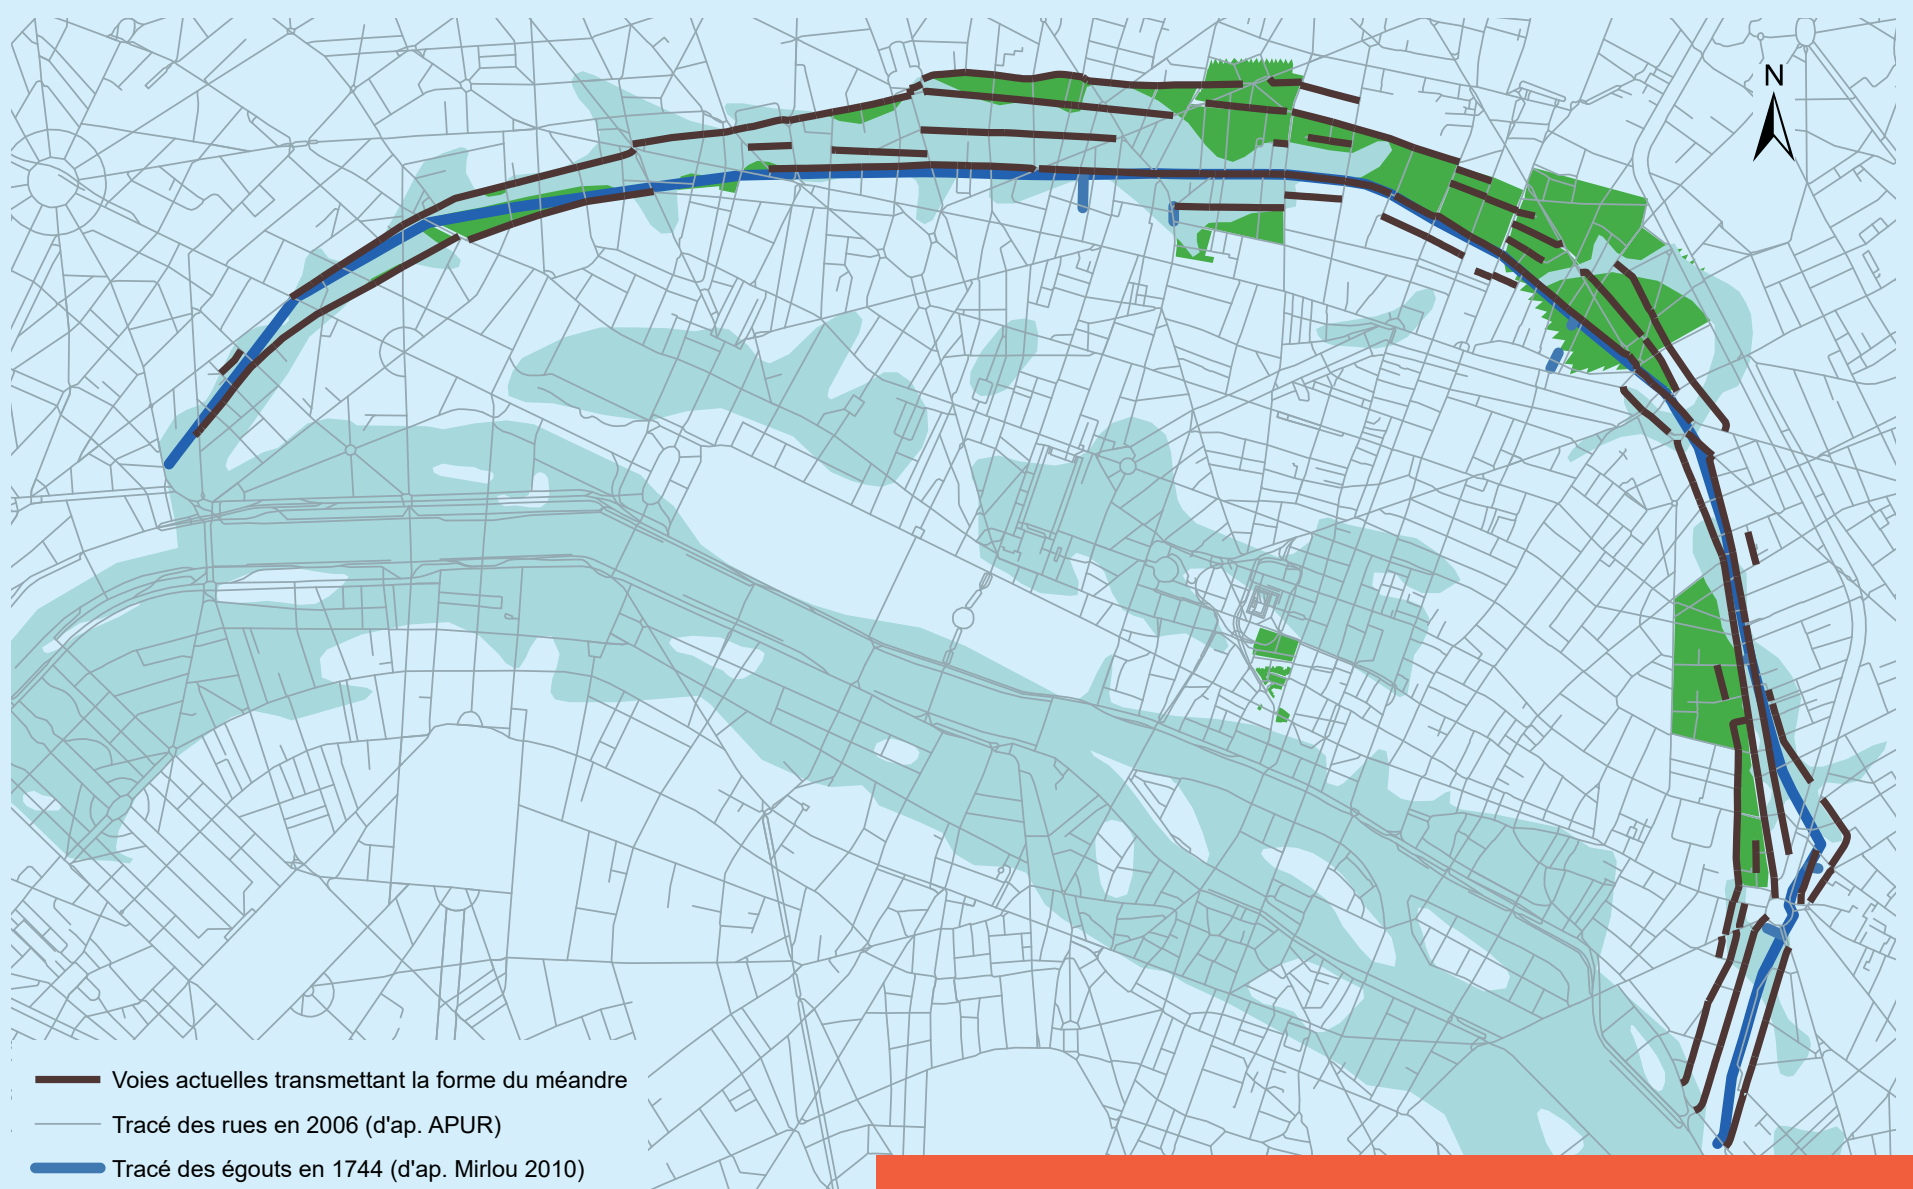 N
Voies actuelles transmettant la forme du méandre
Tracé des rues en 2006 (d'ap. APUR)
Tracé des égouts en 1744 (d'ap. Mirlou 2010)